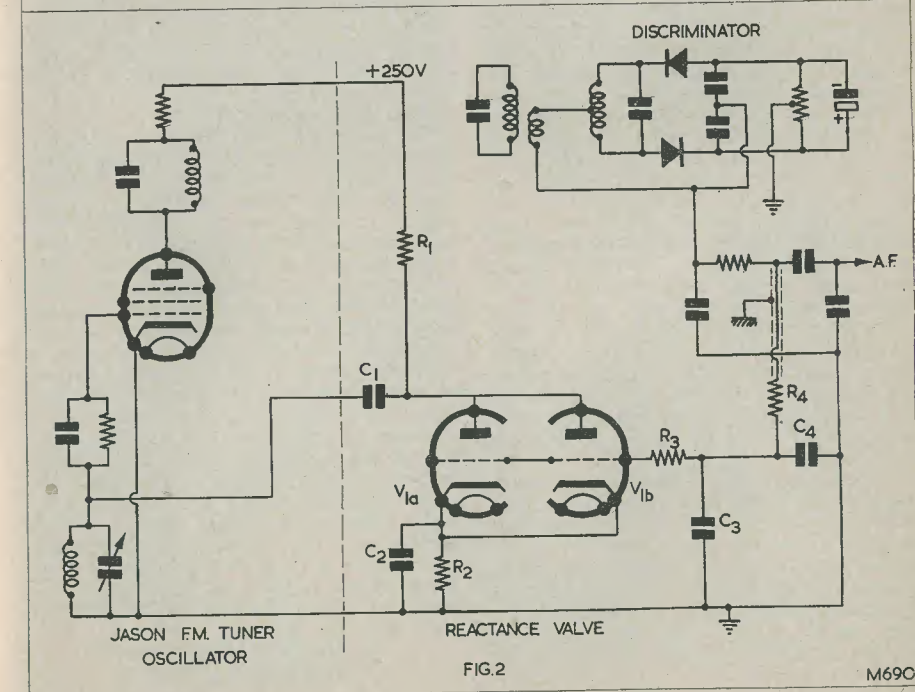 DISCRIMINATOR
+250V
R1
A.F.
C1
R4
C4
R3
V1a
V1b
C2
R2
C3
JASON F.M. TUNER
OSCILLATOR
REACTANCE VALVE
FIG.2
M690
-
+